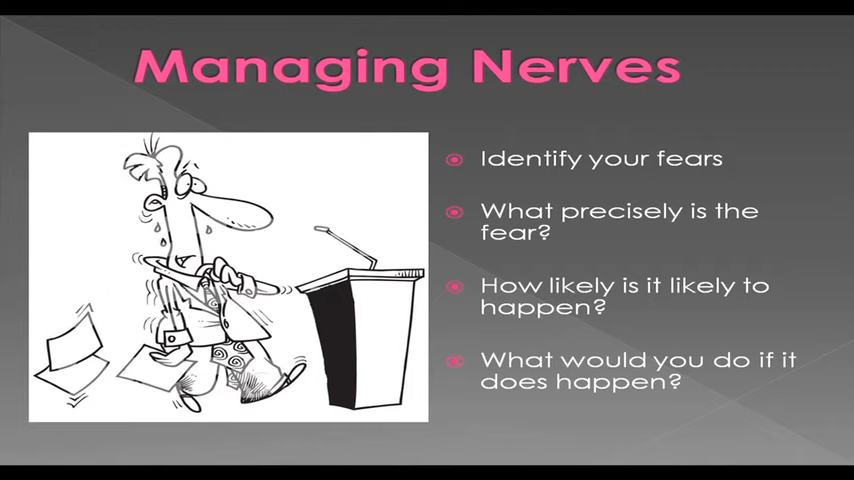 Managing Nerves
Identify your fears
What precisely is the
fear?
How likely is it likely to
happen?
What would you do if it
does happen?